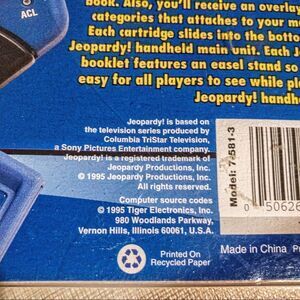 book. Also, you'll receive an overlay
categories that attaches to your m
Each cartridge slides into the bottom
Jeopardy! handheld main unit. Each J
booklet features an easel stand so
easy for all players to see while pl
Jeopardy! handh
ACL
Jeopardy! is based on
the television series produced by
Columbia TriStar Television,
a Sony Pictures Entertainment company.
Jeopardy! is a registered trademark of
Jeopardy Productions, Inc.
© 1995 Jeopardy Productions, Inc.
All rights reserved.
Computer source codes
© 1995 Tiger Electronics, Inc.
980 Woodlands Parkway,
Vernon Hills, Illinois 60061, U.S.A.
Printed On
Recycled Paper
Model: 7-581-3
0 5062
Made in China